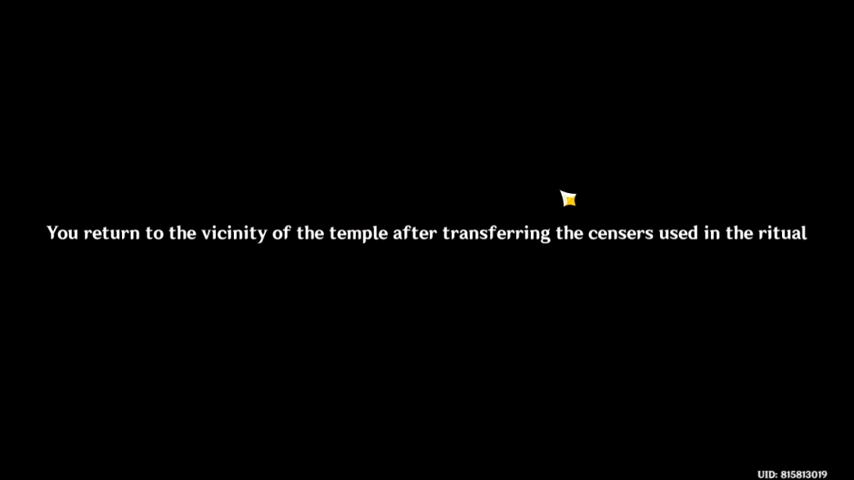 You return to the vicinity of the temple after transferring the censers used in the ritual
UID: 815813019